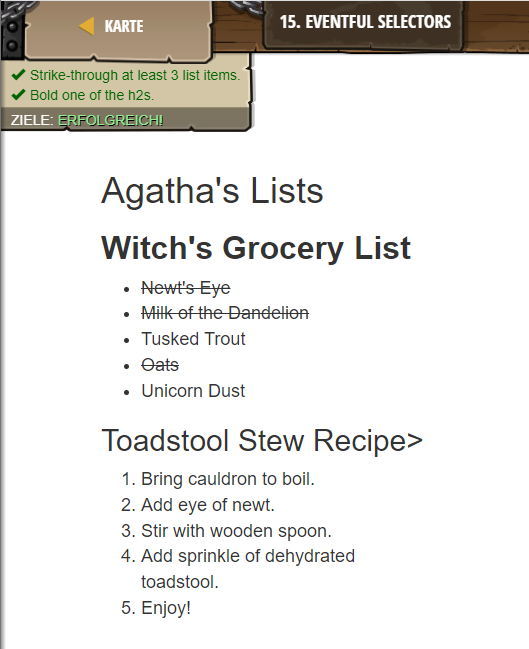 KARTE
15. EVENTFUL SELECTORS
Strike-through at least 3 list items.
Bold one of the h2s.
ZIELE: ERFOLGREICH!
Agatha's Lists
Witch's Grocery List
Newt's Eye
Milk of the Dandelion
Tusked Trout
Oats
Unicorn Dust
Toadstool Stew Recipe>
1. Bring cauldron to boil.
2. Add eye of newt.
3. Stir with wooden spoon.
4. Add sprinkle of dehydrated
toadstool.
5. Enjoy!